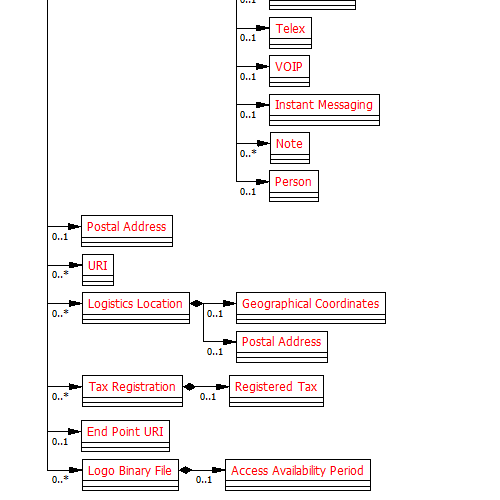 0..1
Telex
0..1
VOIP
0..1
Instant Messaging
0..1
Note
0..*
Person
0..1
Postal Address
0..1
URI
0..*
Logistics Location
0..*
Geographical Coordinates
0..1
Postal Address
0..1
Tax Registration
0..*
Registered Tax
0..1
End Point URI
0..1
Logo Binary File
0..*
Access Availability Period
0..1